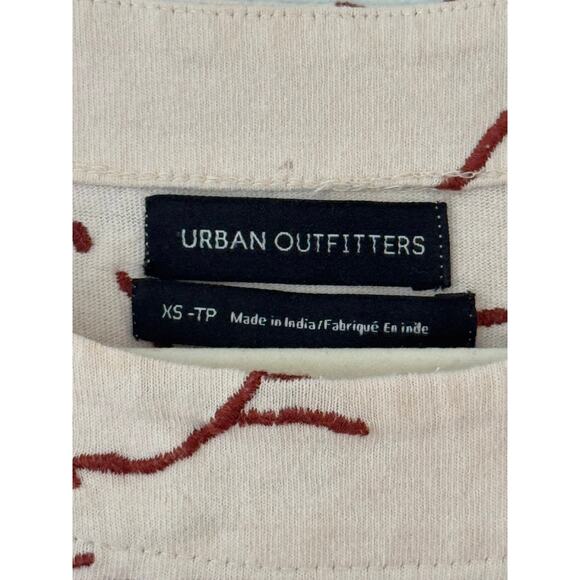 URBAN OUTFITTERS
XS -TP Made in India/Fabriqué En inde